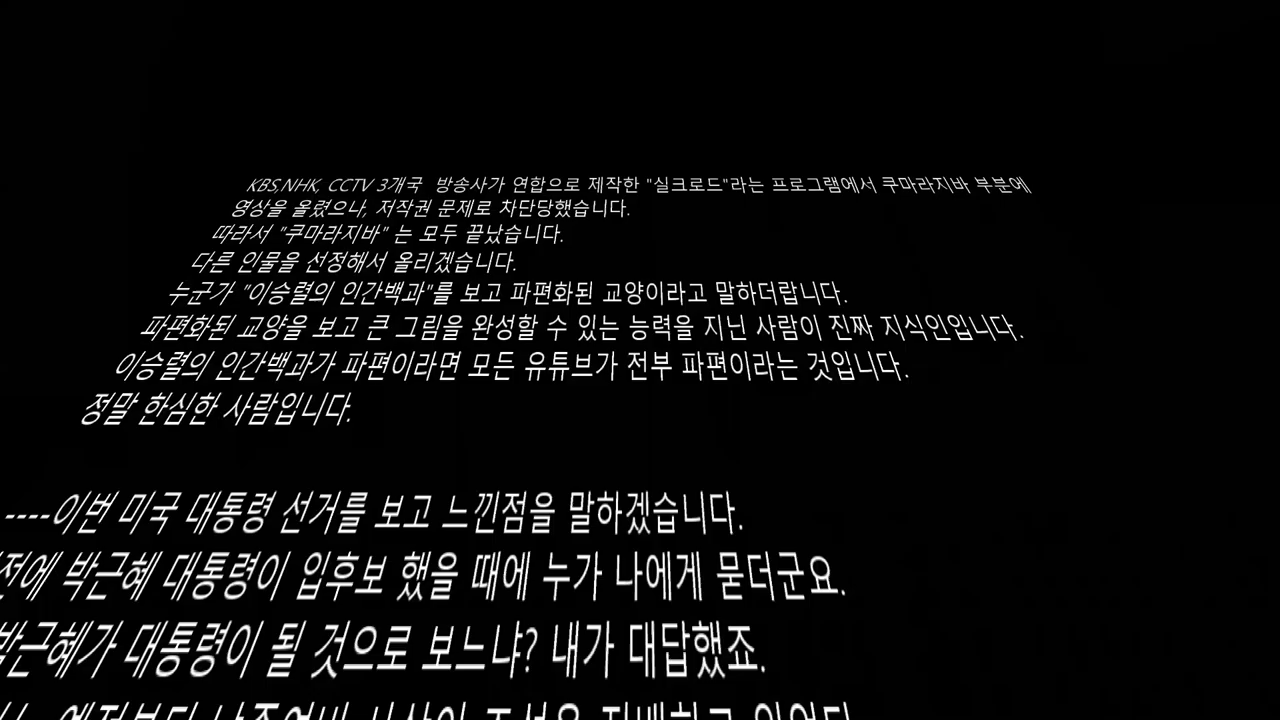 KBS.NHK, CCTV 3개국 방송사가 연합으로 제작한 "실크로드"라는 프로그램에서 쿠마라지바 부분에
영상을 올렸으나, 저작권 문제로 차단당했습니다.
따라서 "쿠마라지바" 는 모두 끝났습니다.
다른 인물을 선정해서 올리겠습니다.
누군가 "이승렬의 인간백과"를 보고 파편화된 교양이라고 말하더랍니다.
파편화된 교양을 보고 큰 그림을 완성할 수 있는 능력을 지닌 사람이 진짜 지식인입니다.
이승렬의 인간백과가 파편이라면 모든 유튜브가 전부 파편이라는 것입니다.
정말 한심한 사람입니다.
----이번 미국 대통령 선거를 보고 느낀점을 말하겠습니다.
전에 박근혜 대통령이 입후보 했을 때에 누가 나에게 묻더군요.
박근혜가 대통령이 될 것으로 보느냐? 내가 대답했죠.